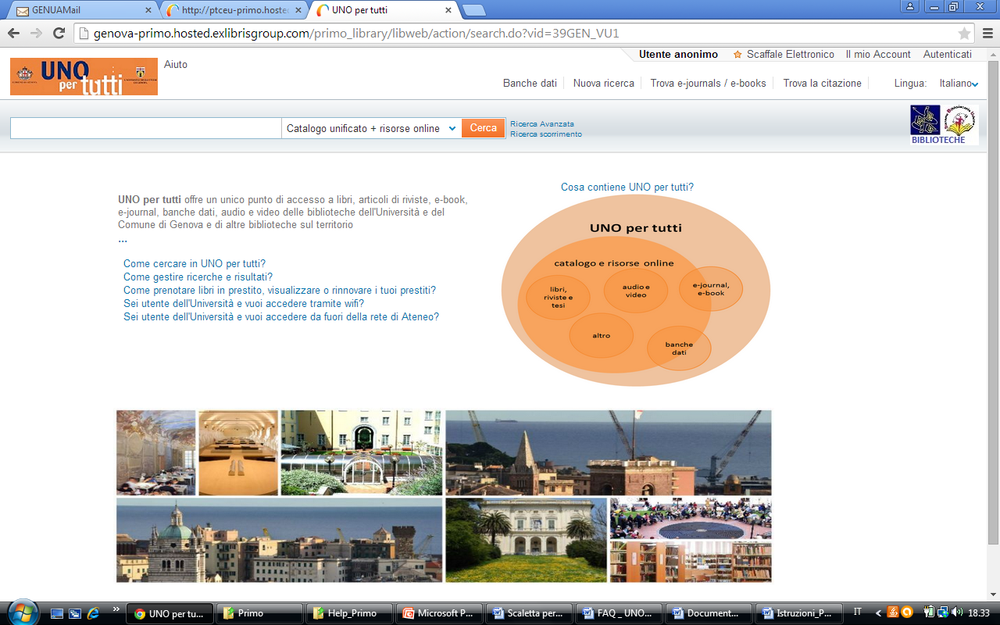 GENUAMail
http://ptceu-primo.hoste
UNO per tutti
genova-primo.hosted.exlibrisgroup.com/primo_library/libweb/action/search.do?vid=39GEN_VU1
UNO per tutti
Aiuto
Utente anonimo
Scaffale Elettronico
Il mio Account
Autenticati
Banche dati
Nuova ricerca
Trova e-journals / e-books
Trova la citazione
Lingua:
Italiano
Catalogo unificato + risorse online
Cerca
Ricerca Avanzata
Ricerca scorrimento
BIBLIOTECHE
UNO per tutti offre un unico punto di accesso a libri, articoli di riviste, e-book,
e-journal, banche dati, audio e video delle biblioteche dell'Università e del
Comune di Genova e di altre biblioteche sul territorio
...
Come cercare in UNO per tutti?
Come gestire ricerche e risultati?
Come prenotare libri in prestito, visualizzare o rinnovare i tuoi prestiti?
Sei utente dell'Università e vuoi accedere tramite wifi?
Sei utente dell'Università e vuoi accedere da fuori della rete di Ateneo?
Cosa contiene UNO per tutti?
UNO per tutti
catalogo e risorse online
libri,
riviste e
tesi
audio e
video
e-journal,
e-book
altro
banche
dati
UNO per tu...
Primo
Help_Primo
Microsoft P...
Scaletta per...
FAQ _ UNO...
Document...
Istruzioni_P...
IT
18.33